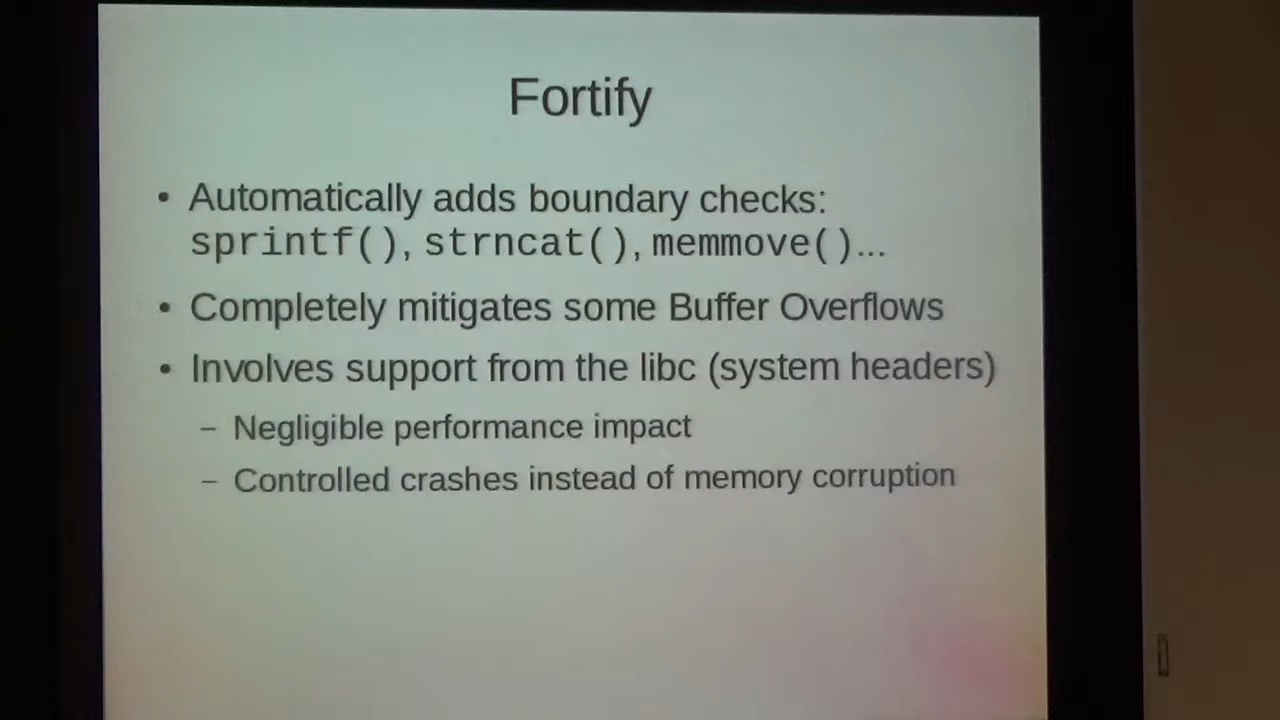 Fortify
• Automatically adds boundary checks:
sprintf(), strncat(), memmove()...
• Completely mitigates some Buffer Overflows
• Involves support from the libc (system headers)
– Negligible performance impact
– Controlled crashes instead of memory corruption